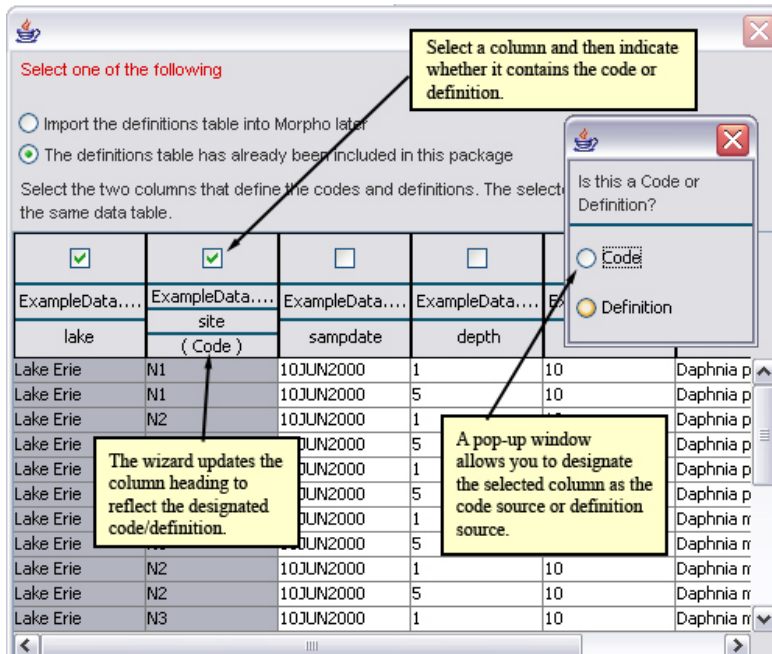 Select one of the following
Select a column and then indicate
whether it contains the code or
definition.
Import the definitions table into Morpho later
The definitions table has already been included in this package
Select the two columns that define the codes and definitions. The
the same data table.
Is this a Code or
Definition?
Code
Definition
ExampleData.... ExampleData.... ExampleData.... ExampleData....
lake site sampdate depth
( Code )
Lake Erie N1 10JUN2000 1 10 Daphnia p
Lake Erie N1 10JUN2000 5 10 Daphnia p
Lake Erie N2 10JUN2000 1 Daphnia p
Lake Erie 10JUN2000 5 Daphnia p
Lake Erie 10JUN2000 1 Daphnia p
Lake Erie 10JUN2000 5 Daphnia p
Lake Erie 10JUN2000 1 Daphnia m
Lake Erie 10JUN2000 5 Daphnia m
Lake Erie N2 10JUN2000 1 10 Daphnia m
Lake Erie N2 10JUN2000 5 10 Daphnia m
Lake Erie N3 10JUN2000 1 10 Daphnia m
The wizard updates the
column heading to
reflect the designated
code/definition.
A pop-up window
allows you to designate
the selected column as the
code source or definition
source.